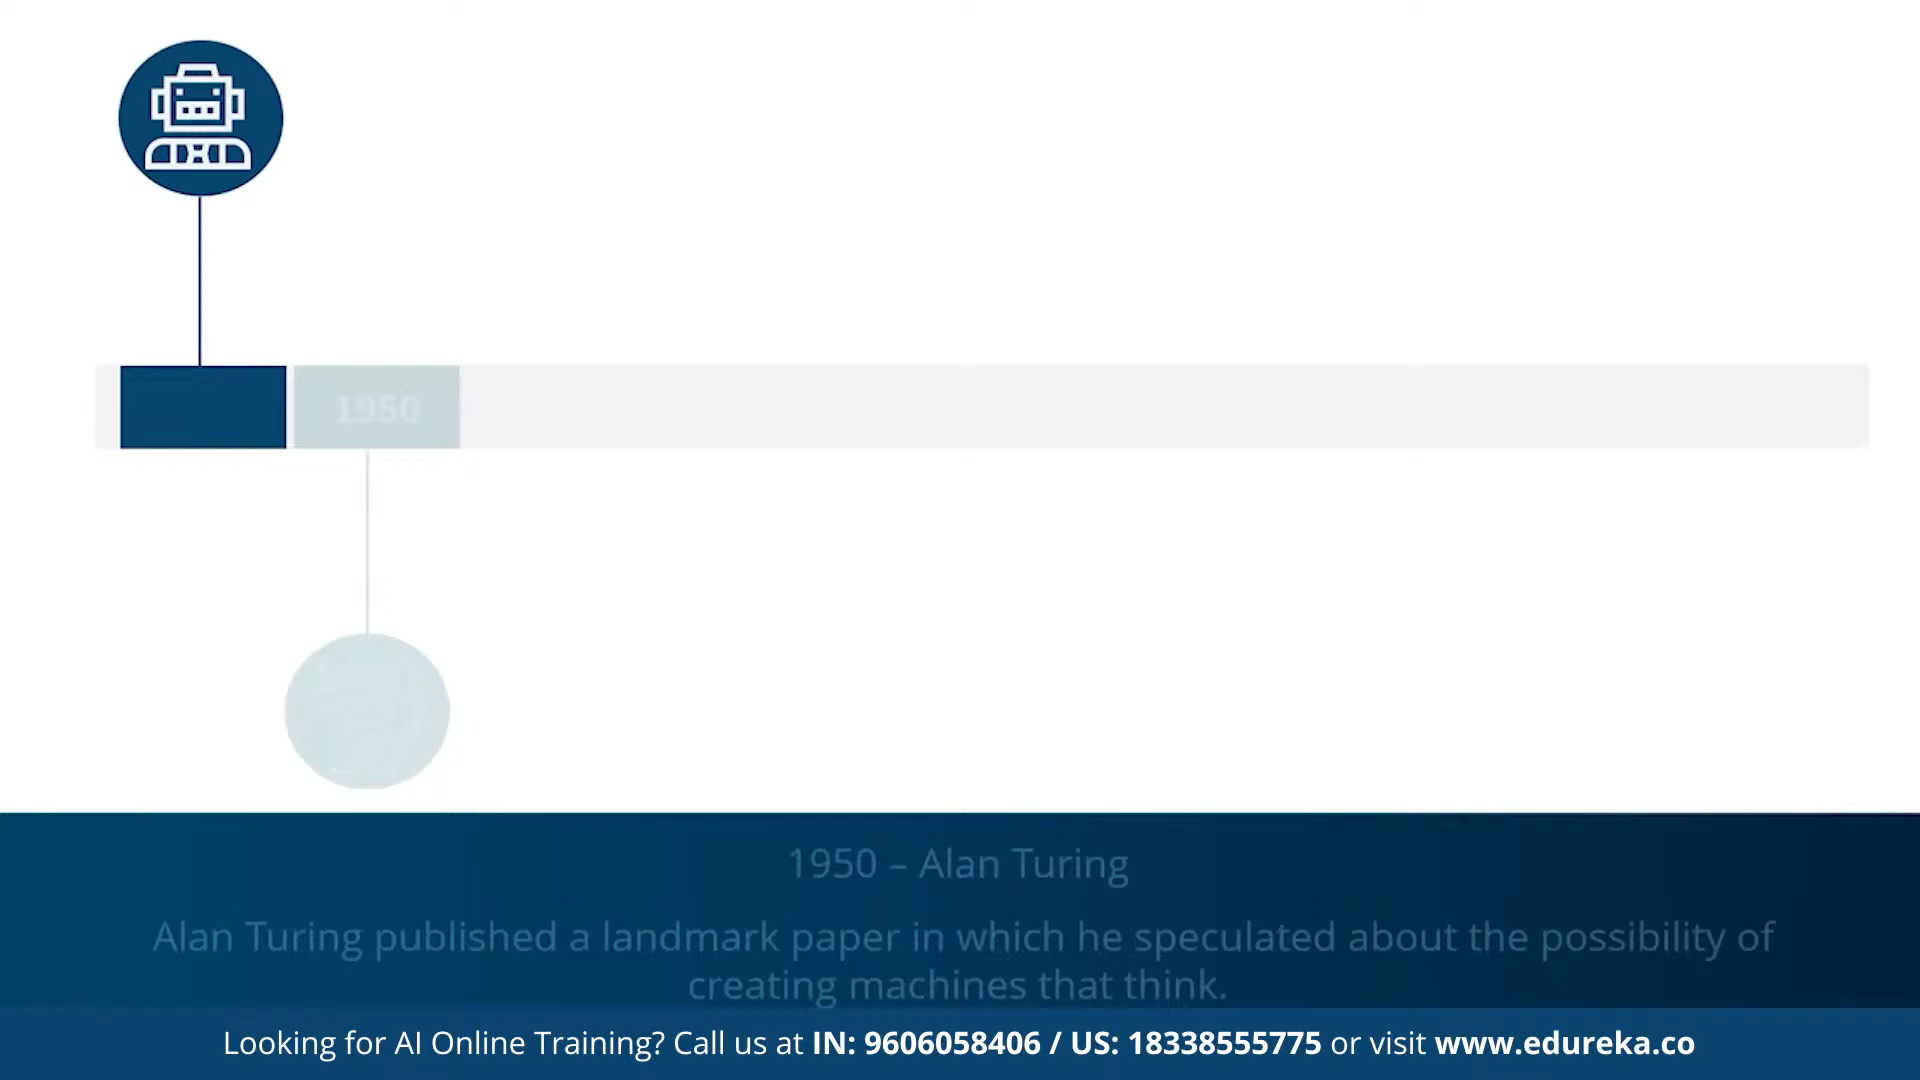 1950
1950 – Alan Turing
Alan Turing published a landmark paper in which he speculated about the possibility of
creating machines that think.
Looking for AI Online Training? Call us at IN: 9606058406 / US: 18338555775 or visit www.edureka.co